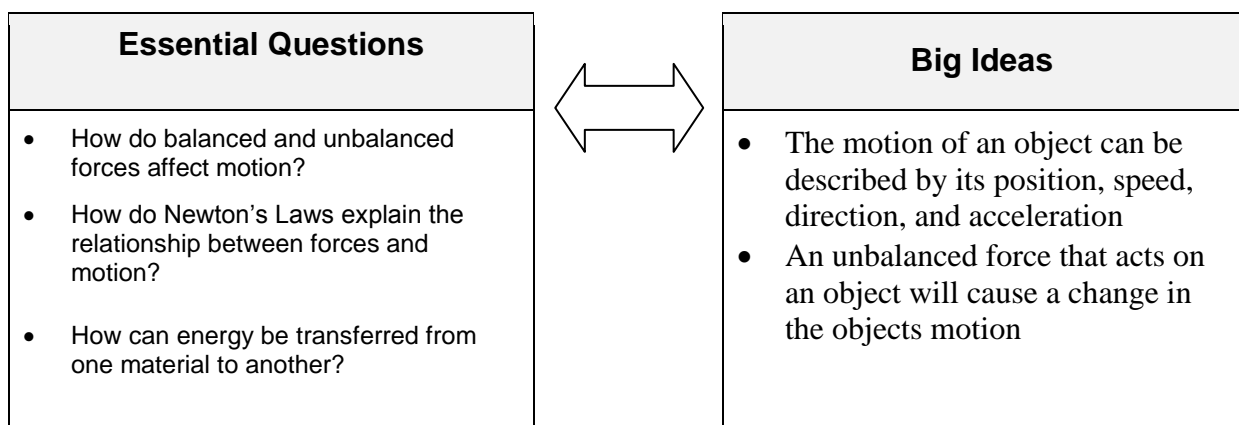 Essential Questions
• How do balanced and unbalanced
forces affect motion?
• How do Newton’s Laws explain the
relationship between forces and
motion?
• How can energy be transferred from
one material to another?
Big Ideas
• The motion of an object can be
described by its position, speed,
direction, and acceleration
• An unbalanced force that acts on
an object will cause a change in
the objects motion